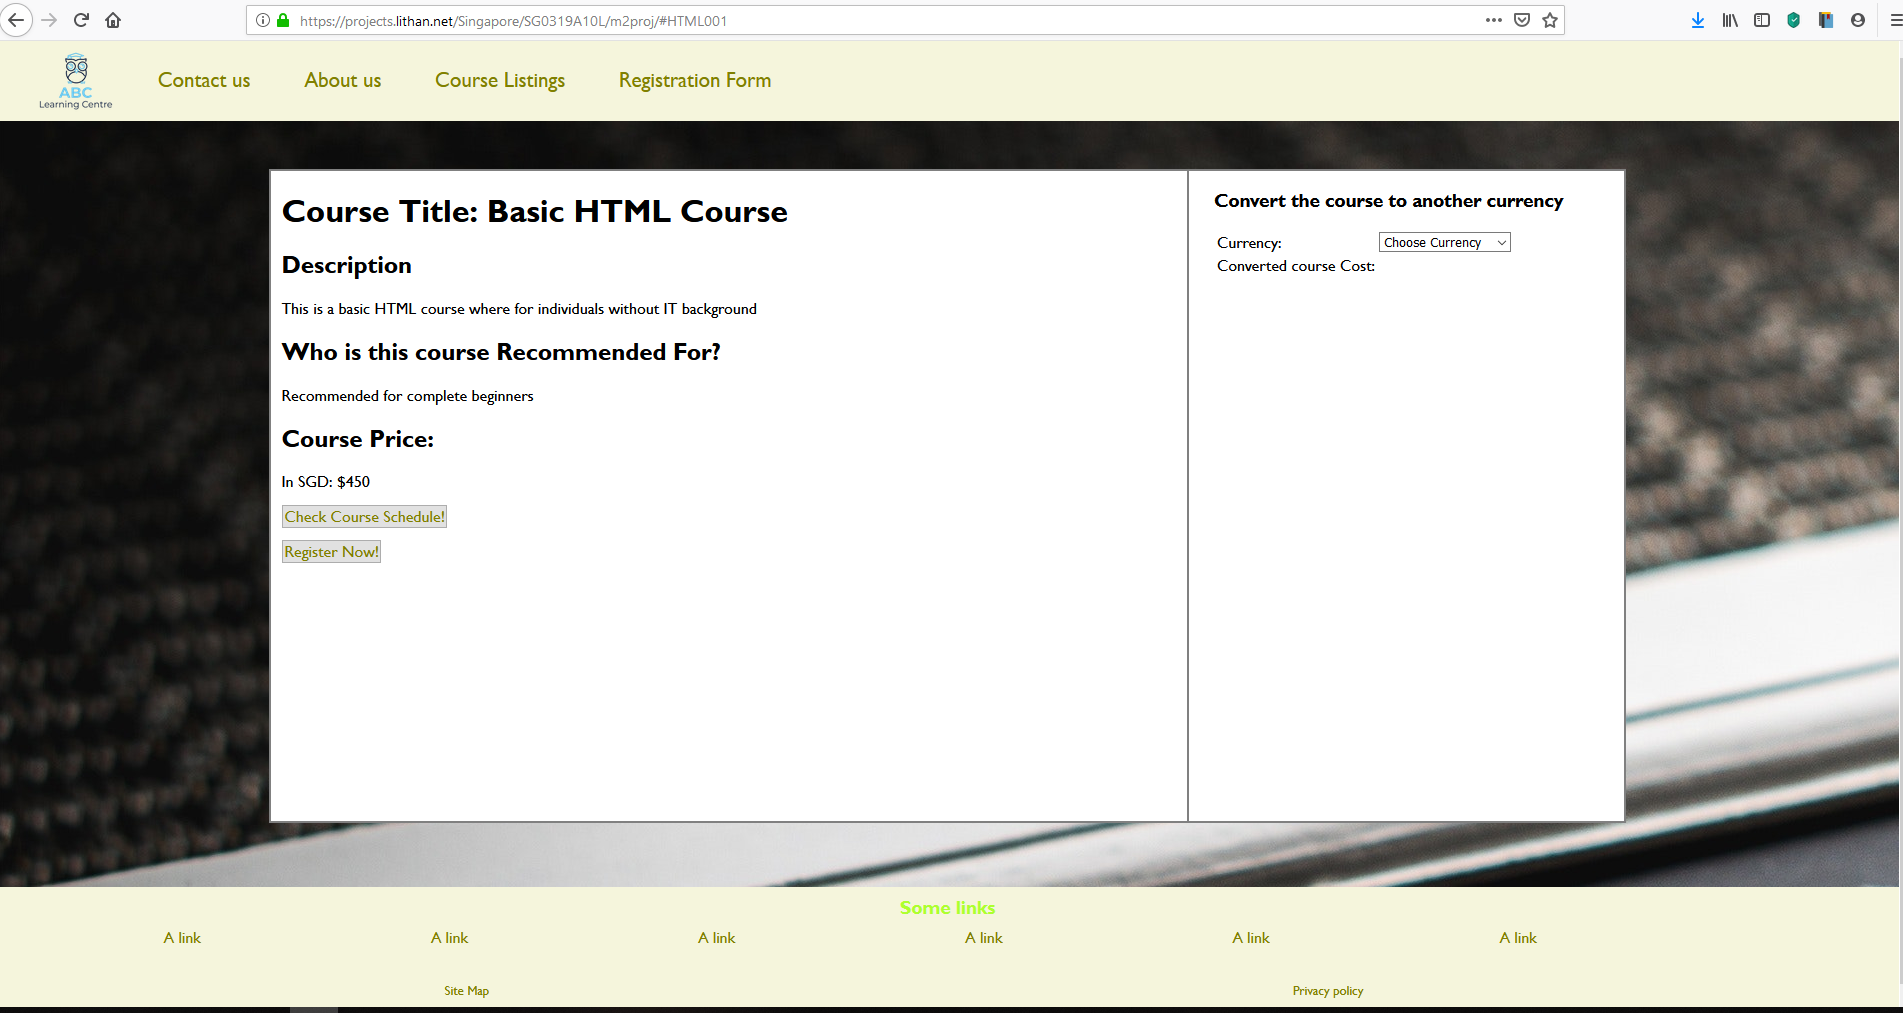 https://projects.lithan.net/Singapore/SG0319A10L/m2proj/#HTML001
ABC
Learning Centre
Contact us
About us
Course Listings
Registration Form
Course Title: Basic HTML Course
Description
This is a basic HTML course where for individuals without IT background
Who is this course Recommended For?
Recommended for complete beginners
Course Price:
In SGD: $450
Check Course Schedule!
Register Now!
Convert the course to another currency
Currency: Choose Currency
Converted course Cost:
Some links
A link A link A link A link A link A link
Site Map Privacy policy